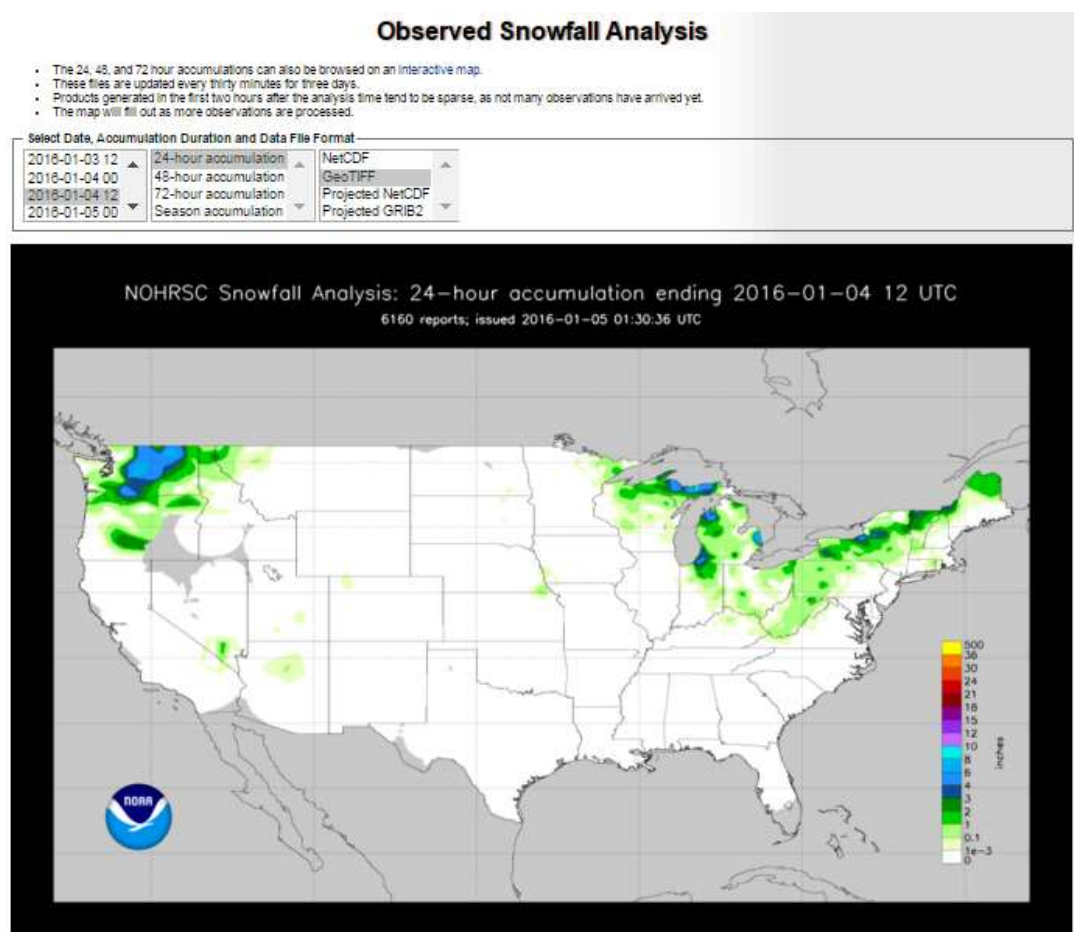 Observed Snowfall Analysis
The 24, 48, and 72 hour accumulations can also be browsed on an interactive map.
These files are updated every thirty minutes for three days.
Products generated in the first two hours after the analysis time tend to be sparse, as not many observations have arrived yet.
The map will fill out as more observations are processed.
Select Date, Accumulation Duration and Data File Format
2016-01-03 12 24-hour accumulation NetCDF
2016-01-04 00 48-hour accumulation GeoTIFF
2016-01-04 12 72-hour accumulation Projected NetCDF
2016-01-05 00 Season accumulation Projected GRIB2
NOHRSC Snowfall Analysis: 24-hour accumulation ending 2016-01-04 12 UTC
6160 reports; issued 2016-01-05 01:30:36 UTC
500
36
30
24
21
18
15
12
10
8
6
4
3
2
1
0.1
1e-3
0
inches
NOAA